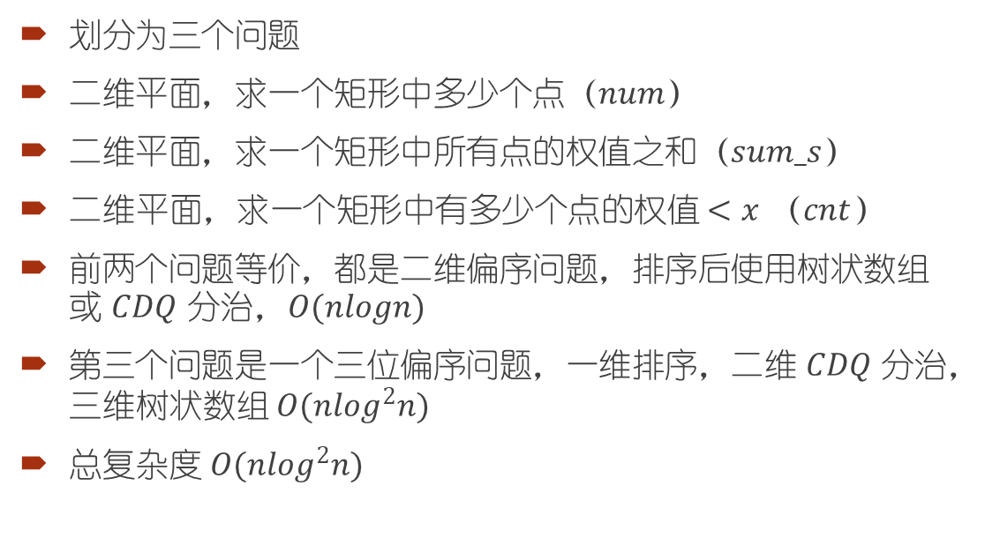 划分为三个问题
二维平面，求一个矩形中多少个点（num）
二维平面，求一个矩形中所有点的权值之和（sum_s）
二维平面，求一个矩形中有多少个点的权值 < x （cnt）
前两个问题等价，都是二维偏序问题，排序后使用树状数组
或 CDQ 分治，O(nlogn)
第三个问题是一个三位偏序问题，一维排序，二维 CDQ 分治，
三维树状数组 O(nlog²n)
总复杂度 O(nlog²n)